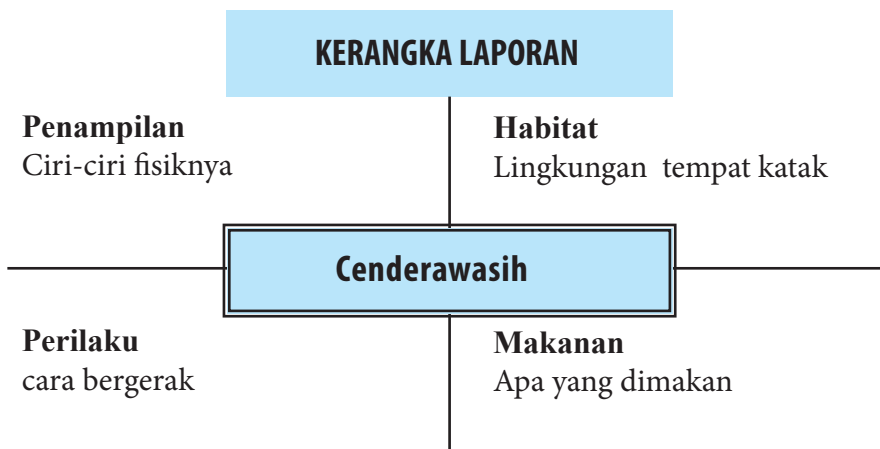 KERANGKA LAPORAN
Penampilan
Ciri-ciri fisiknya
Habitat
Lingkungan tempat katak
Cenderawasih
Perilaku
cara bergerak
Makanan
Apa yang dimakan